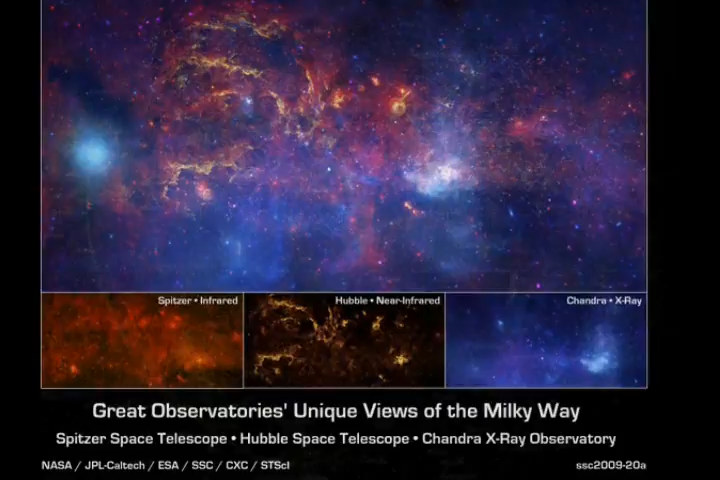 Spitzer • Infrared
Hubble • Near-Infrared
Chandra • X-Ray
Great Observatories' Unique Views of the Milky Way
Spitzer Space Telescope • Hubble Space Telescope • Chandra X-Ray Observatory
NASA / JPL-Caltech / ESA / SSC / CXC / STScI
ssc2009-20a